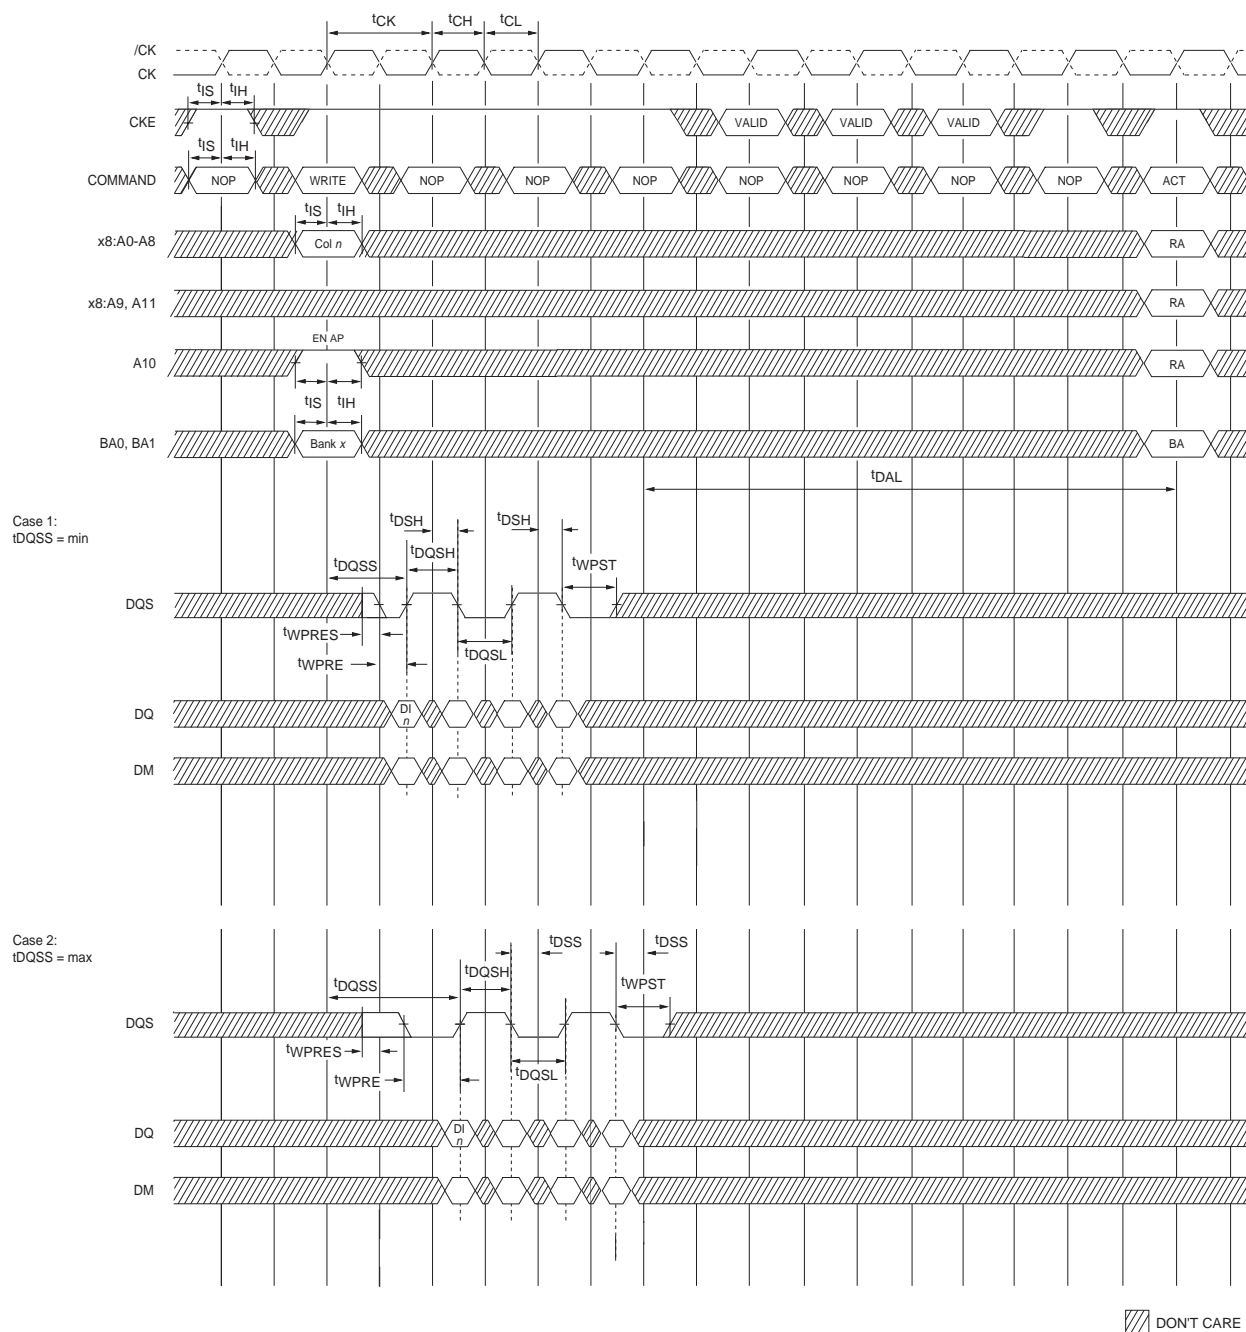 tCK tCH tCL
/CK
CK
tIS tIH
CKE VALID VALID VALID
tIS tIH
COMMAND NOP WRITE NOP NOP NOP NOP NOP NOP NOP ACT
tIS tIH
x8:A0-A8 Col n RA
x8:A9, A11 RA
EN AP
A10 RA
tIS tIH
BA0, BA1 Bank x BA
tDAL
Case 1:
tDQSS = min
tDSH tDSH
tDQSS tDQSH tWPST
DQS
tWPRES
tDQSL
tWPRE
DQ DI
n
DM
Case 2:
tDQSS = max
tDSS tDSS
tDQSS tDQSH tWPST
DQS
tWPRES
tDQSL
tWPRE
DQ DI
n
DM
DON'T CARE